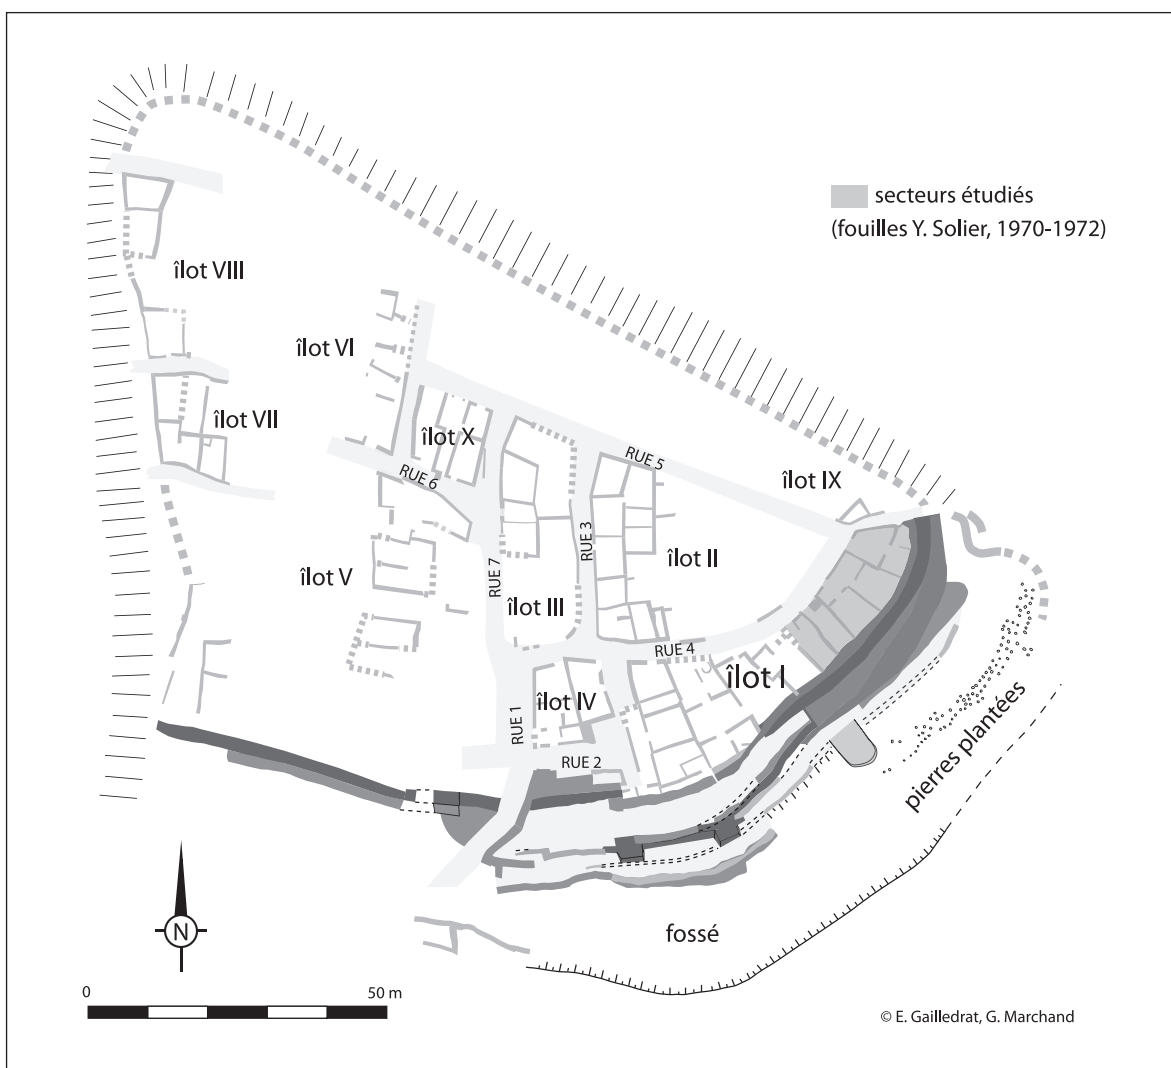 secteurs étudiés
(fouilles Y. Solier, 1970-1972)
îlot VIII
îlot VI
îlot VII
îlot X
RUE 5
îlot IX
RUE 6
RUE 3
îlot II
îlot V
RUE 7
îlot III
RUE 4
îlot I
îlot IV
RUE 1
RUE 2
pierres plantées
fossé
N
0 50 m
© E. Gailledrat, G. Marchand